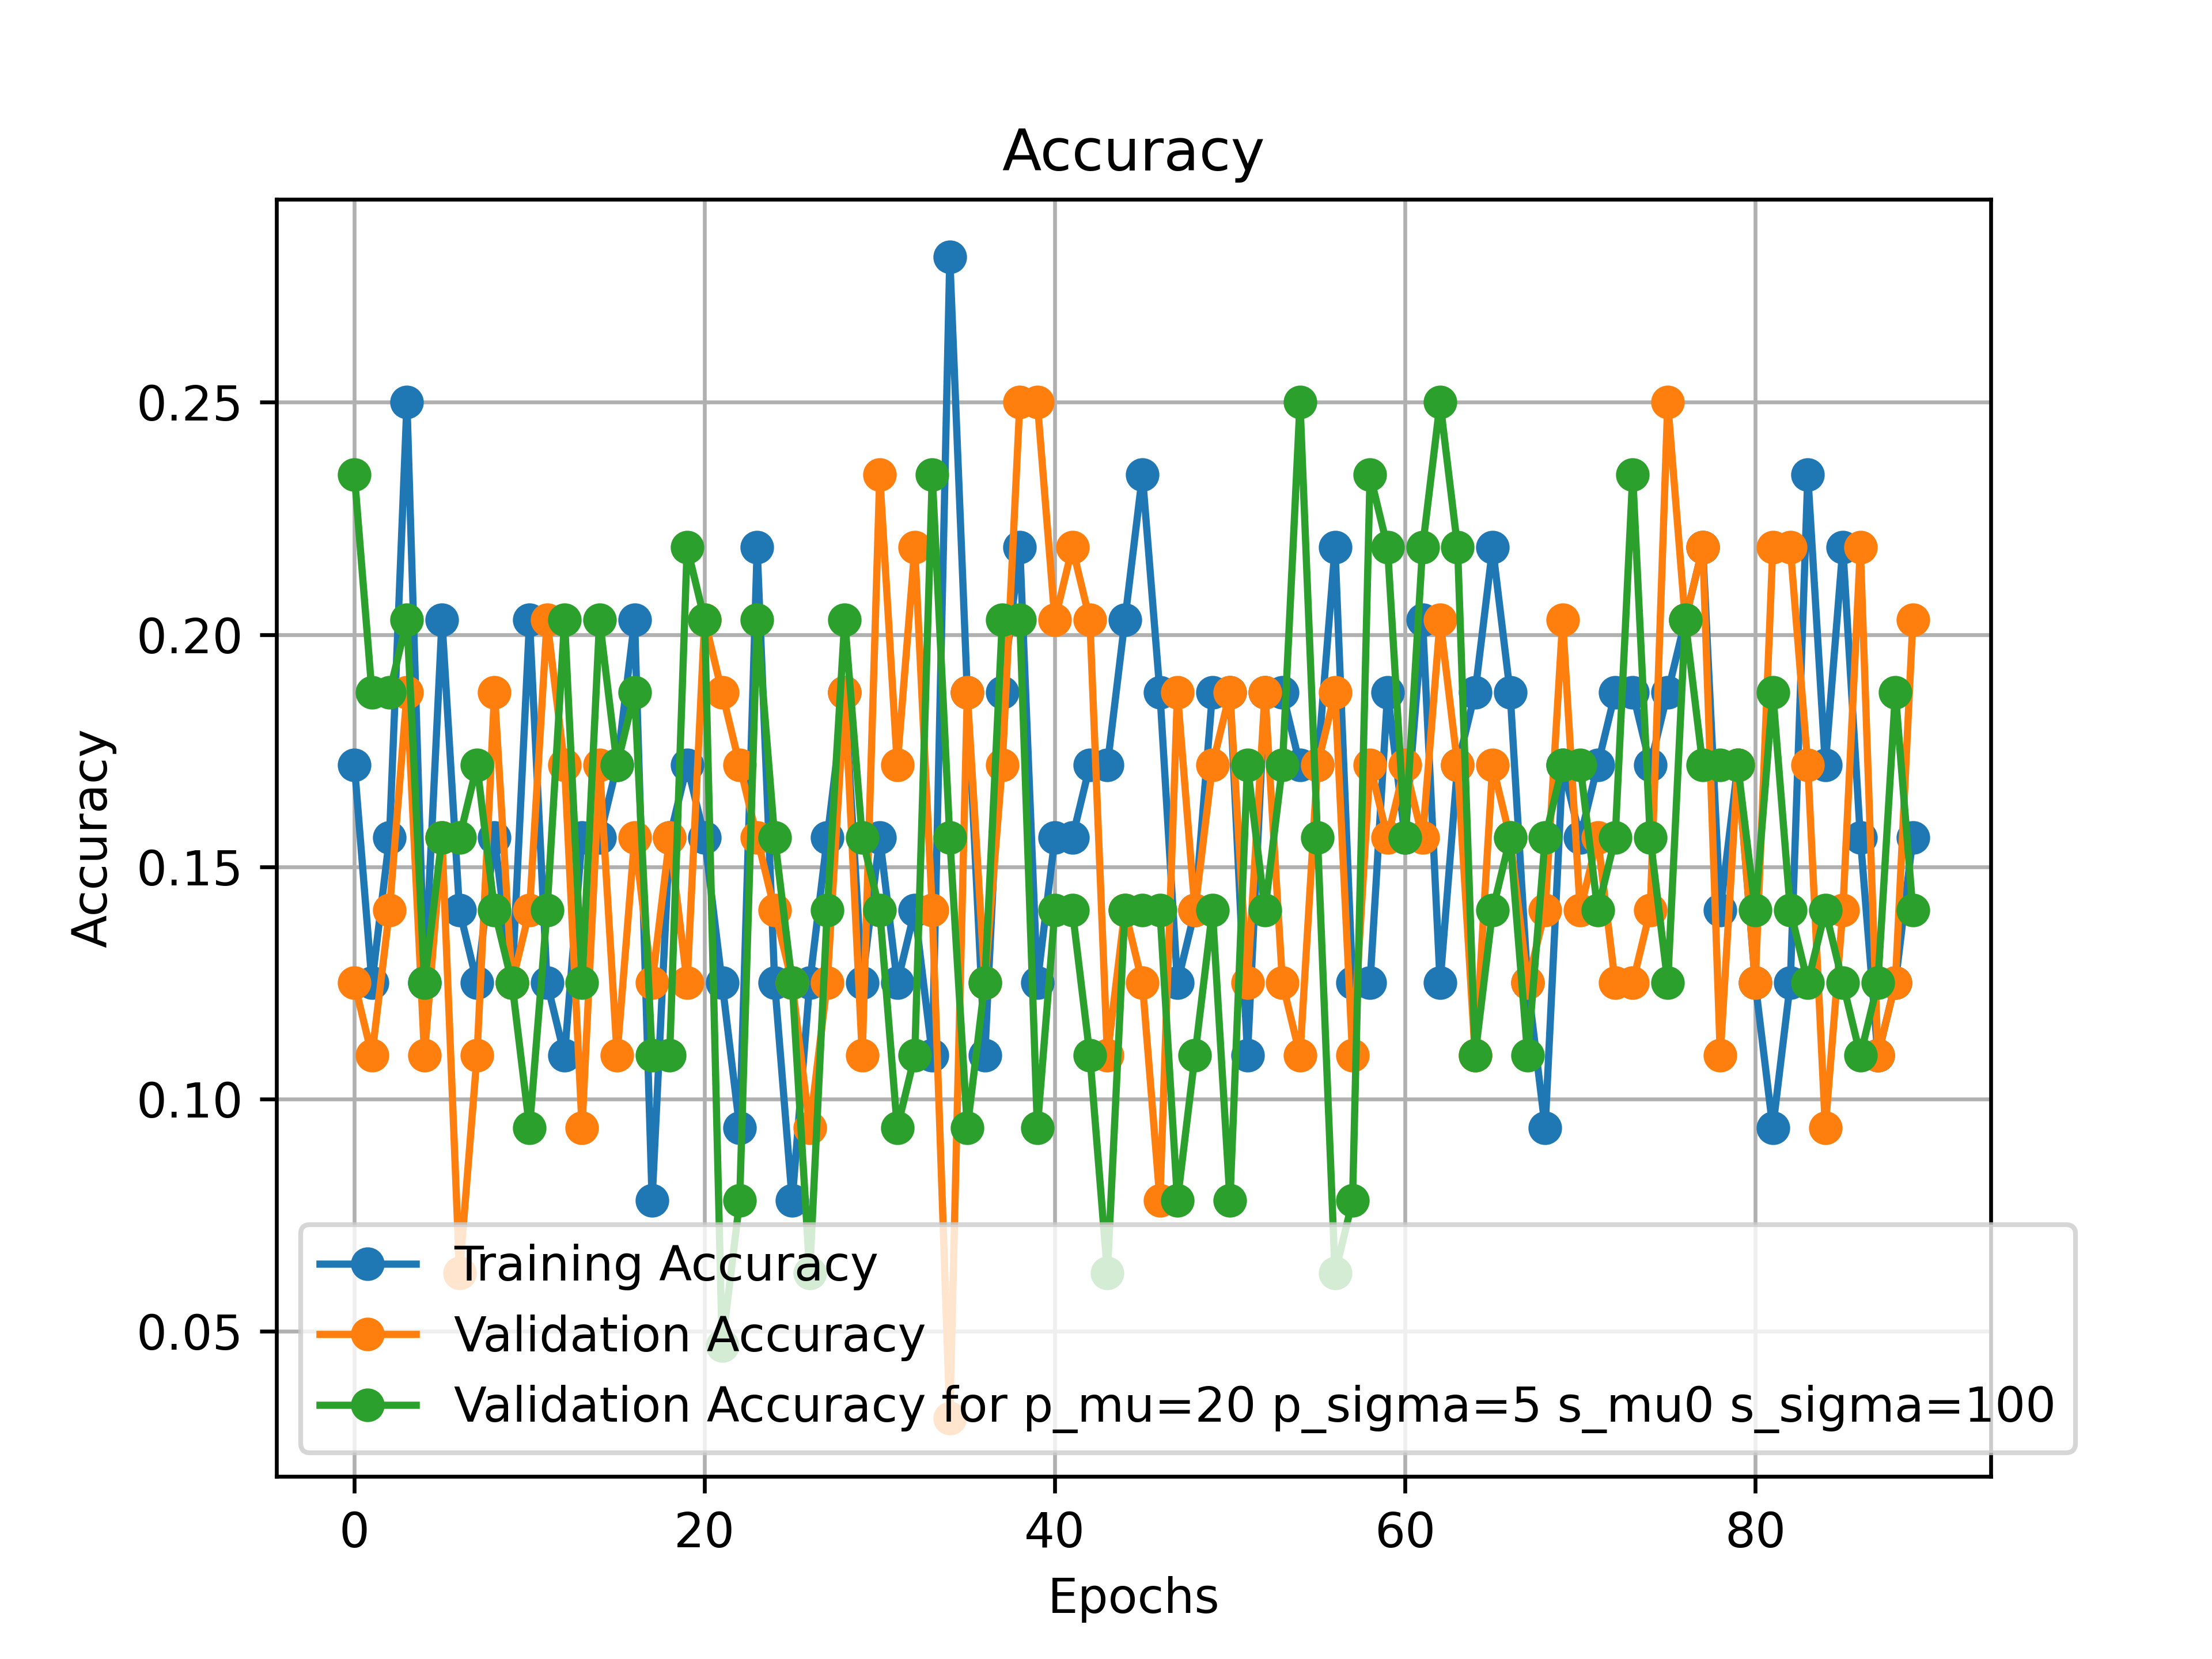 Accuracy
0.25
0.20
0.15
0.10
0.05
Accuracy
Training Accuracy
Validation Accuracy
Validation Accuracy for p_mu=20 p_sigma=5 s_mu0 s_sigma=100
0 20 40 60 80
Epochs